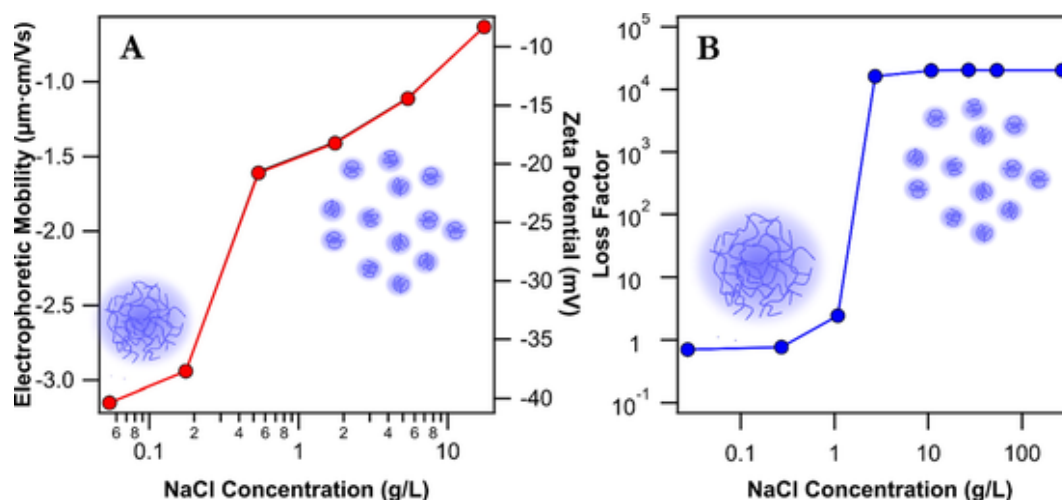 A
Electrophoretic Mobility (µm·cm/Vs)
-1.0
-1.5
-2.0
-2.5
-3.0
-10
-15
-20
-25
-30
-35
-40
Zeta Potential (mV)
6 8 2 4 6 8 2 4 6 8
0.1 1 10
NaCl Concentration (g/L)
B
Loss Factor
10⁵
10⁴
10³
10²
10
1
10⁻¹
0.1 1 10 100
NaCl Concentration (g/L)